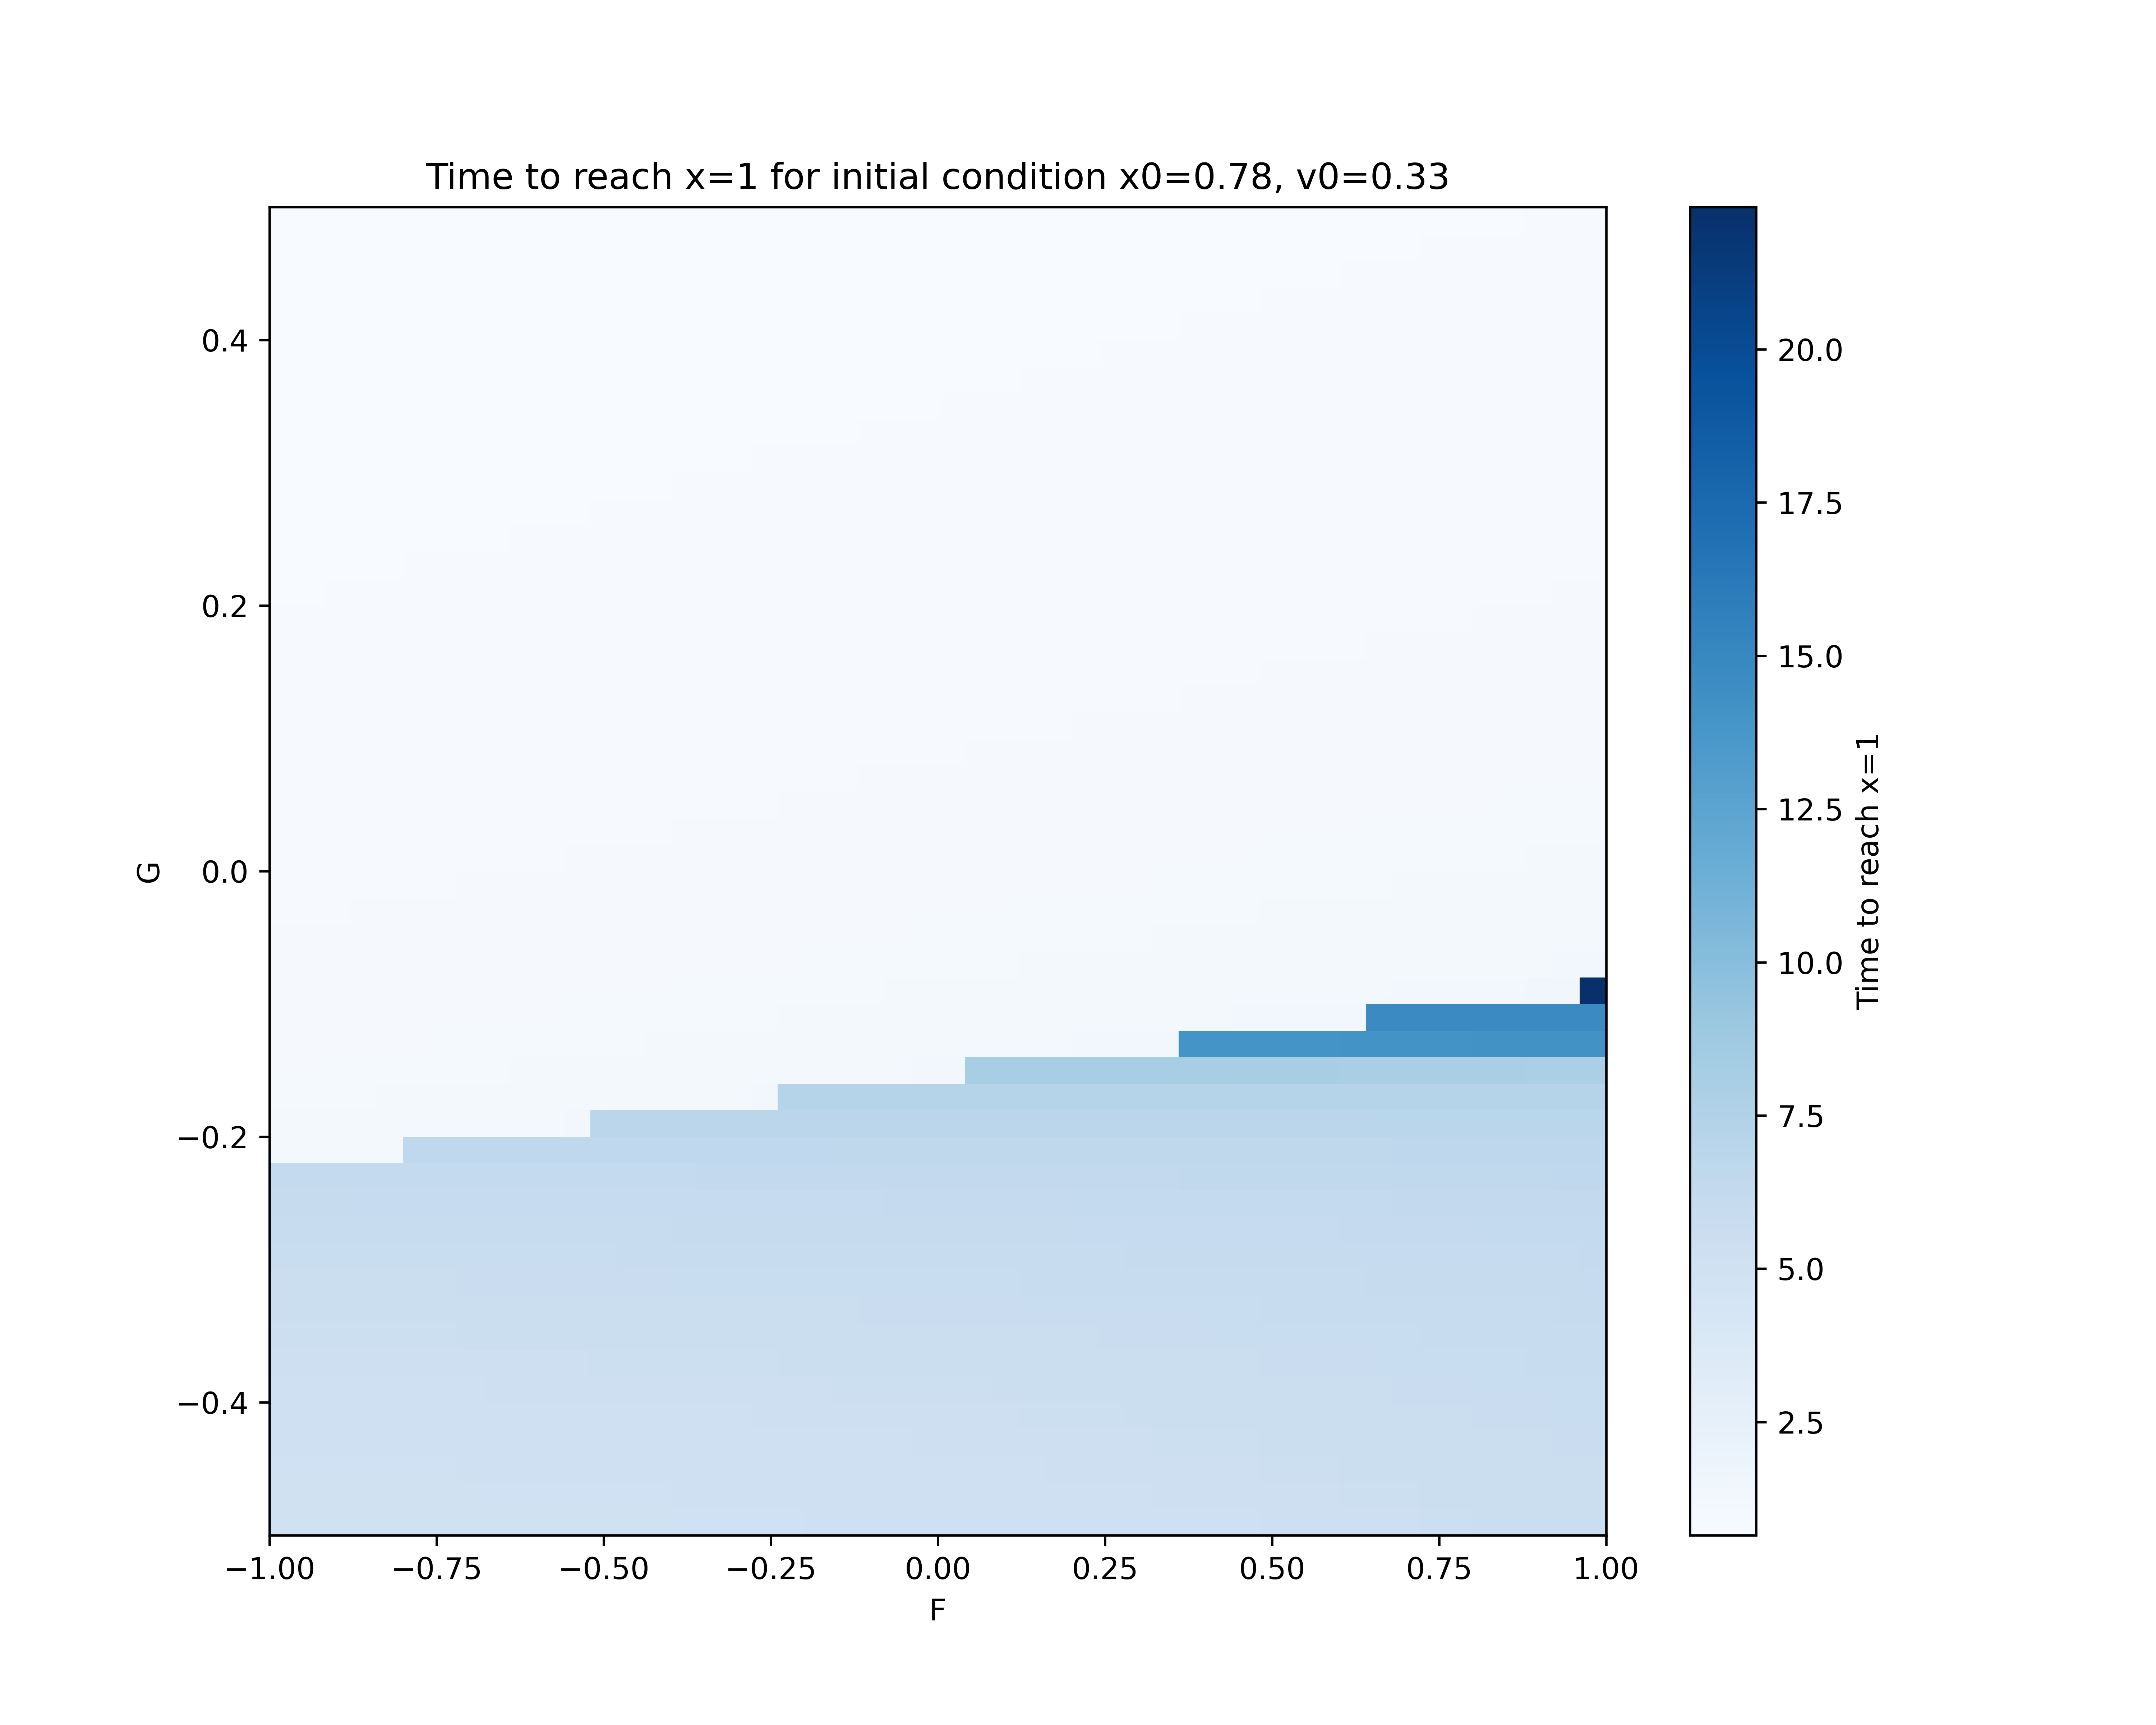 Time to reach x=1 for initial condition x0=0.78, v0=0.33
0.4
0.2
0.0
−0.2
−0.4
G
−1.00 −0.75 −0.50 −0.25 0.00 0.25 0.50 0.75 1.00
F
20.0
17.5
15.0
12.5
10.0
7.5
5.0
2.5
Time to reach x=1